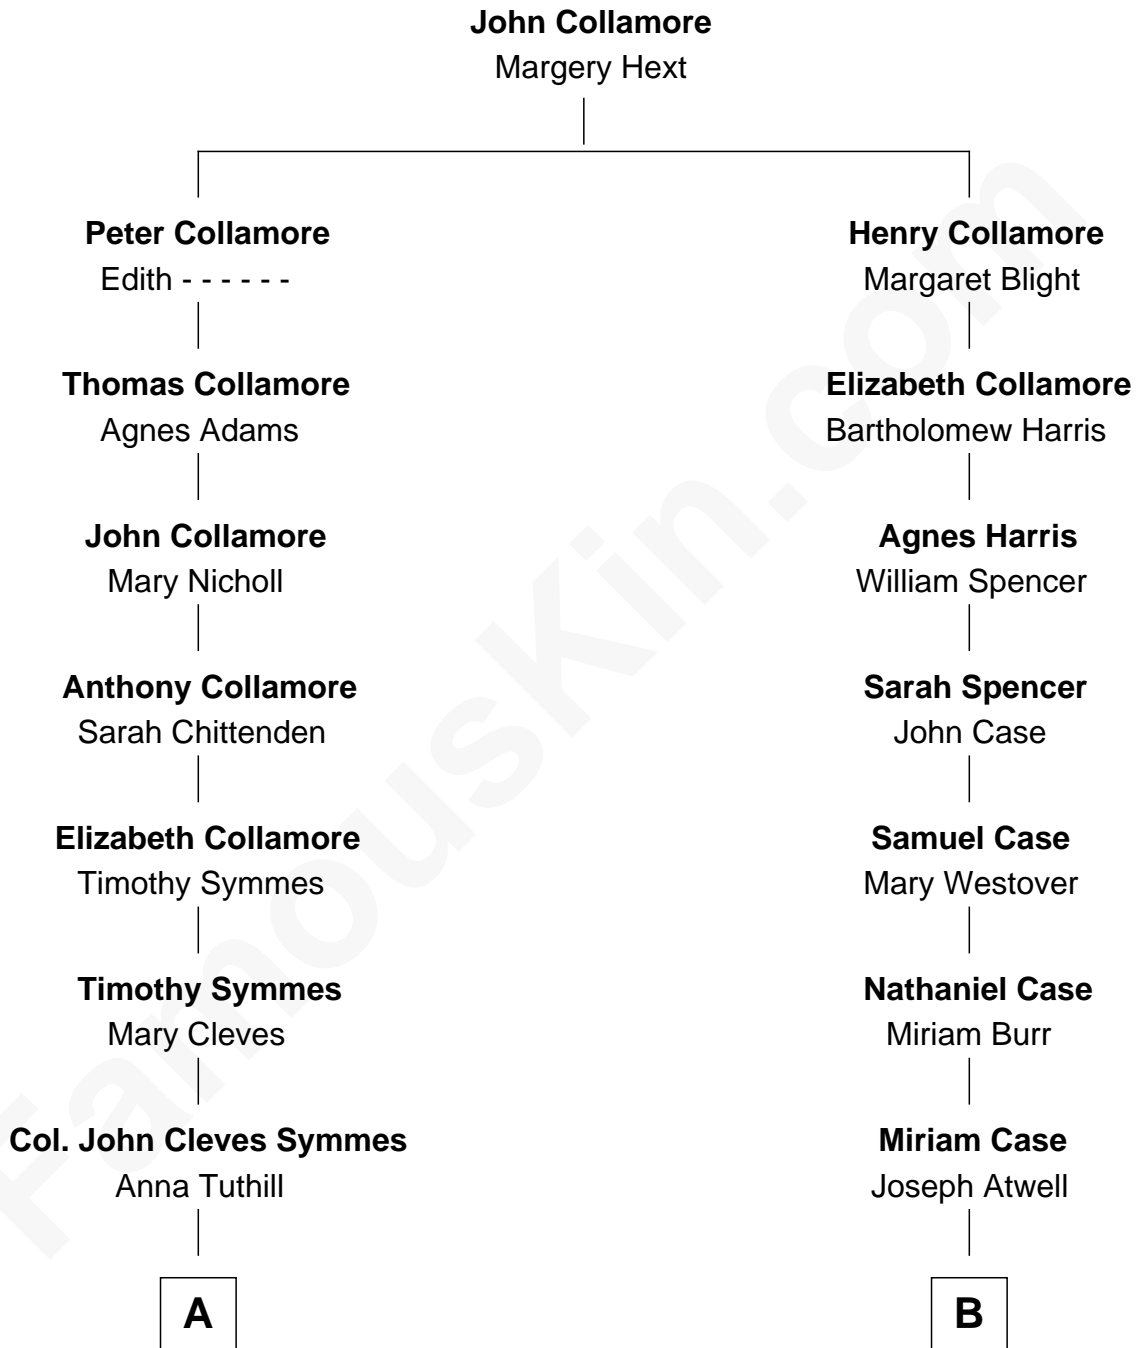 John Collamore
Margery Hext
Peter Collamore
Edith - - - - - -
Henry Collamore
Margaret Blight
Thomas Collamore
Agnes Adams
Elizabeth Collamore
Bartholomew Harris
John Collamore
Mary Nicholl
Agnes Harris
William Spencer
Anthony Collamore
Sarah Chittenden
Sarah Spencer
John Case
Elizabeth Collamore
Timothy Symmes
Samuel Case
Mary Westover
Timothy Symmes
Mary Cleves
Nathaniel Case
Miriam Burr
Col. John Cleves Symmes
Anna Tuthill
Miriam Case
Joseph Atwell
A
B
FamousKin.com